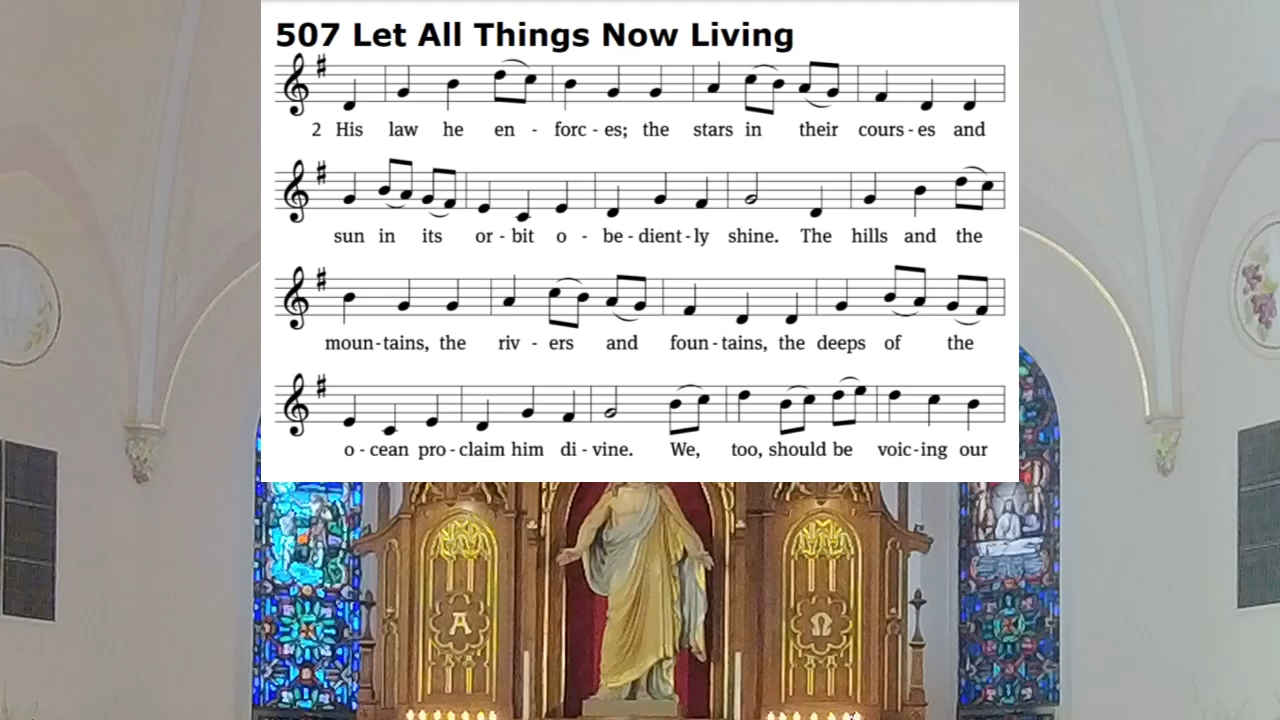 507 Let All Things Now Living
2 His law he en - forc - es; the stars in their cours - es and
sun in its or - bit o - be - dient - ly shine. The hills and the
moun - tains, the riv - ers and foun - tains, the deeps of the
o - cean pro - claim him di - vine. We, too, should be voic - ing our
Α Ω